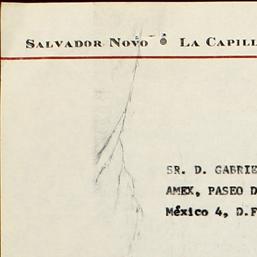 SALVADOR NOVO LA CAPILL
SR. D. GABRIE
AMEX, PASEO D
México 4, D.F